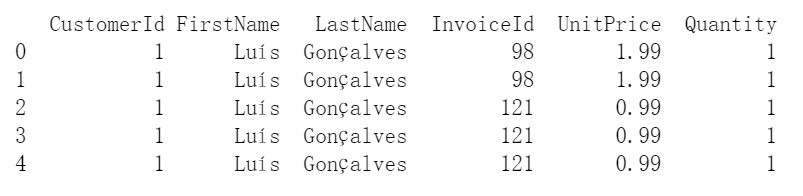 CustomerId FirstName LastName InvoiceId UnitPrice Quantity
0 1 Luís Gonçalves 98 1.99 1
1 1 Luís Gonçalves 98 1.99 1
2 1 Luís Gonçalves 121 0.99 1
3 1 Luís Gonçalves 121 0.99 1
4 1 Luís Gonçalves 121 0.99 1